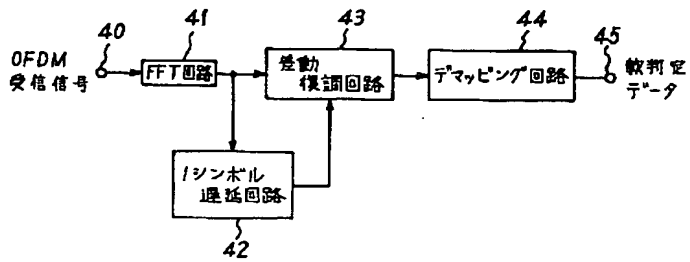 40
41
43
44
45
OFDM
受信信号
FFT回路
差動
復調回路
デマッピング回路
軟判定
データ
1シンボル
遅延回路
42